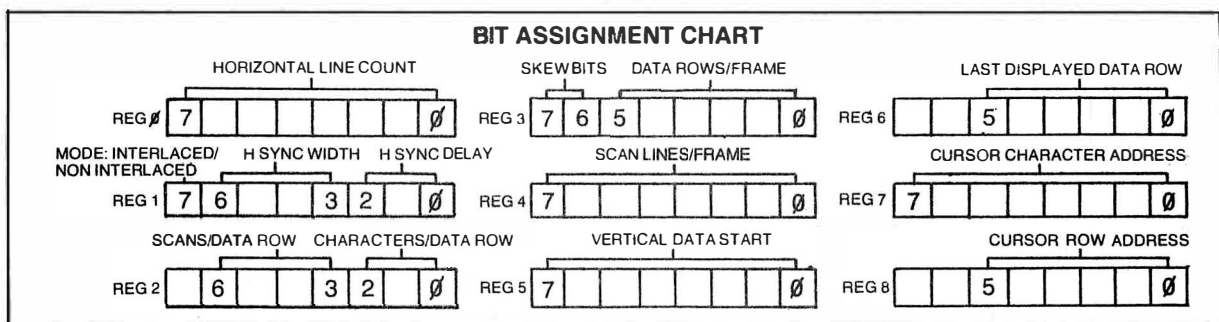 BIT ASSIGNMENT CHART
HORIZONTAL LINE COUNT
REG Ø 7 Ø
MODE: INTERLACED/
NON INTERLACED
H SYNC WIDTH H SYNC DELAY
REG 1 7 6 3 2 Ø
SCANS/DATA ROW CHARACTERS/DATA ROW
REG 2 6 3 2 Ø
SKEW BITS DATA ROWS/FRAME
REG 3 7 6 5 Ø
SCAN LINES/FRAME
REG 4 7 Ø
VERTICAL DATA START
REG 5 7 Ø
LAST DISPLAYED DATA ROW
REG 6 5 Ø
CURSOR CHARACTER ADDRESS
REG 7 7 Ø
CURSOR ROW ADDRESS
REG 8 5 Ø